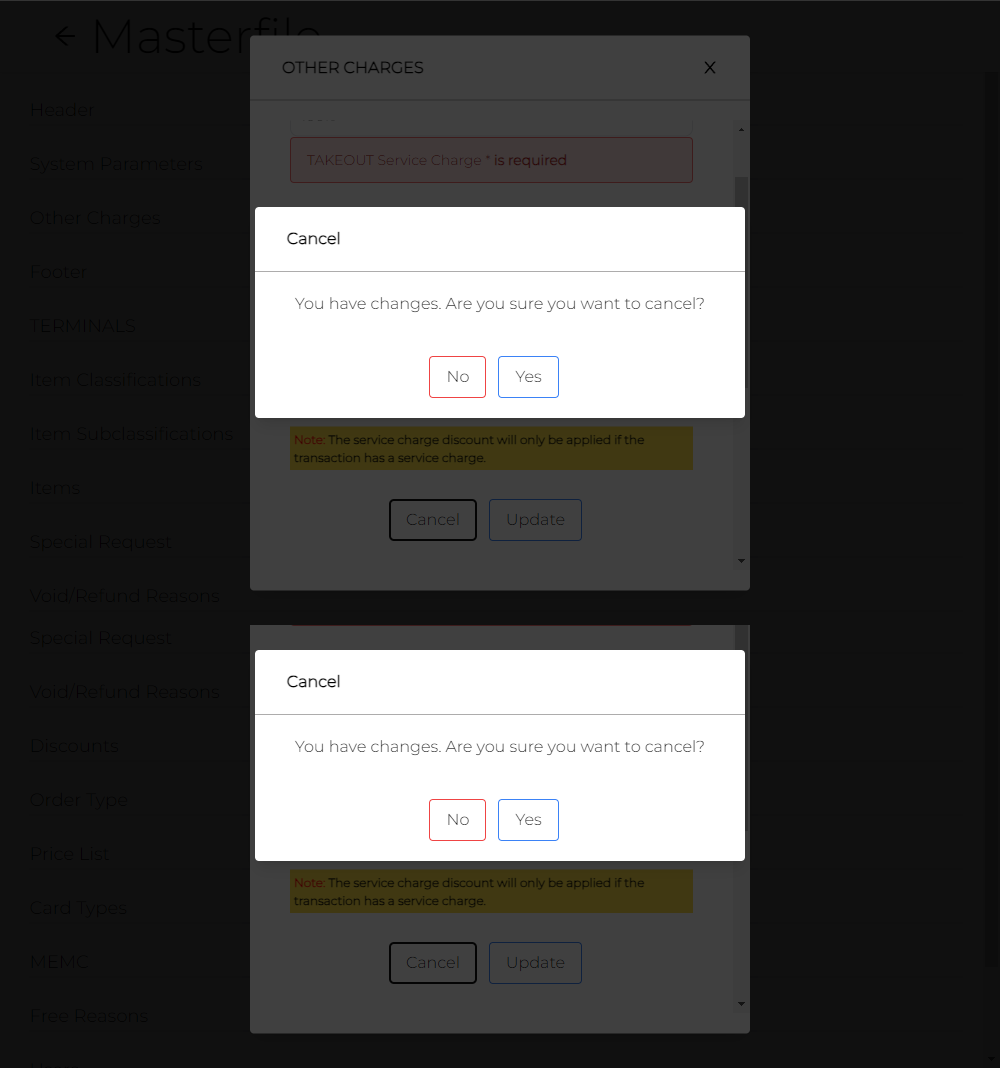 Masterfile
OTHER CHARGES
X
Header
TAKEOUT Service Charge * is required
System Parameters
Other Charges
Cancel
Footer
You have changes. Are you sure you want to cancel?
TERMINALS
Item Classifications
No
Yes
Item Subclassifications
Note: The service charge discount will only be applied if the
transaction has a service charge.
Items
Cancel
Update
Special Request
Void/Refund Reasons
Special Request
Cancel
Void/Refund Reasons
You have changes. Are you sure you want to cancel?
Discounts
Order Type
No
Yes
Price List
Note: The service charge discount will only be applied if the
transaction has a service charge.
Card Types
MEMC
Cancel
Update
Free Reasons